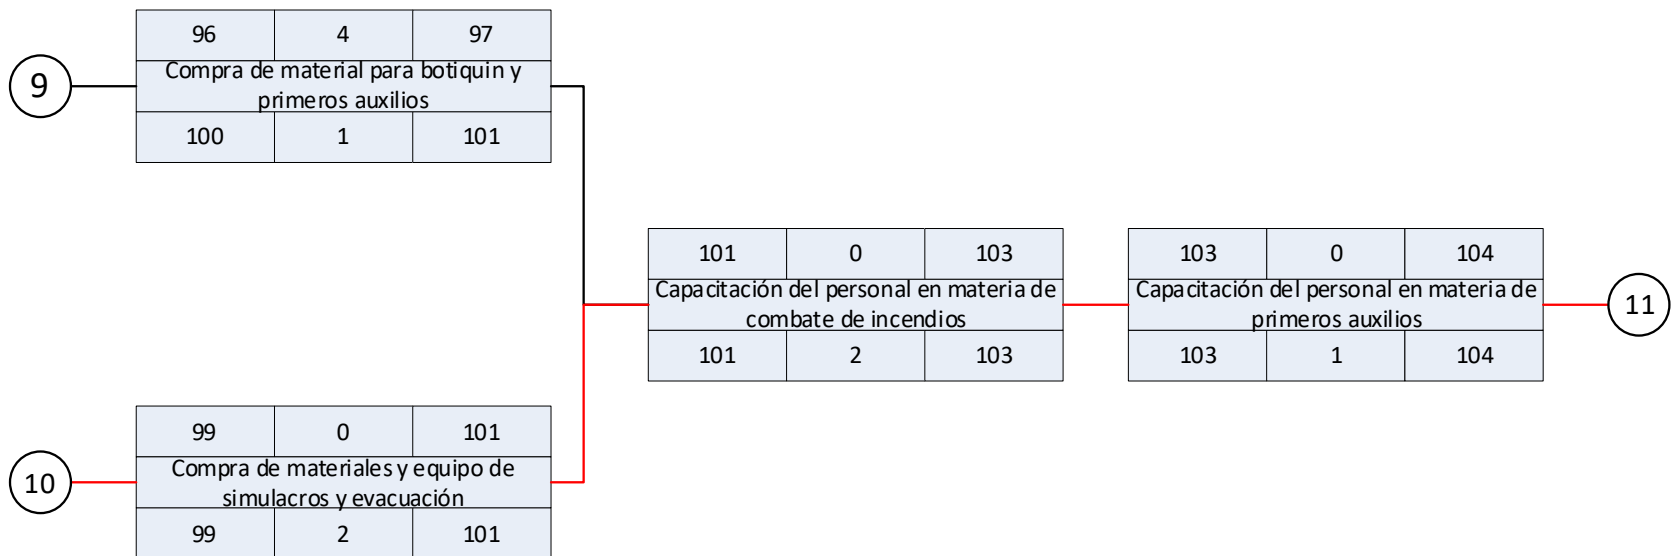 9
96 4 97
Compra de material para botiquin y
primeros auxilios
100 1 101
101 0 103
Capacitación del personal en materia de
combate de incendios
101 2 103
103 0 104
Capacitación del personal en materia de
primeros auxilios
103 1 104
11
10
99 0 101
Compra de materiales y equipo de
simulacros y evacuación
99 2 101